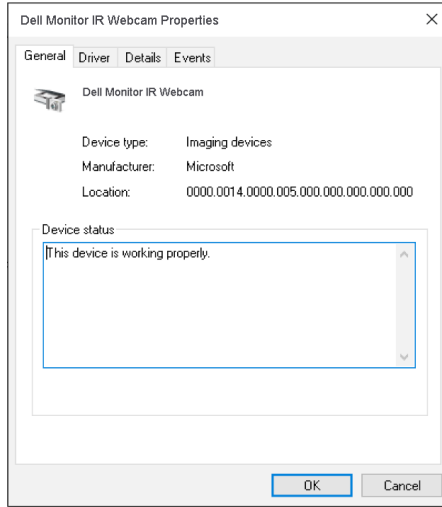 Dell Monitor IR Webcam Properties
General Driver Details Events
Dell Monitor IR Webcam
Device type: Imaging devices
Manufacturer: Microsoft
Location: 0000.0014.0000.005.000.000.000.000.000
Device status
This device is working properly.
OK Cancel